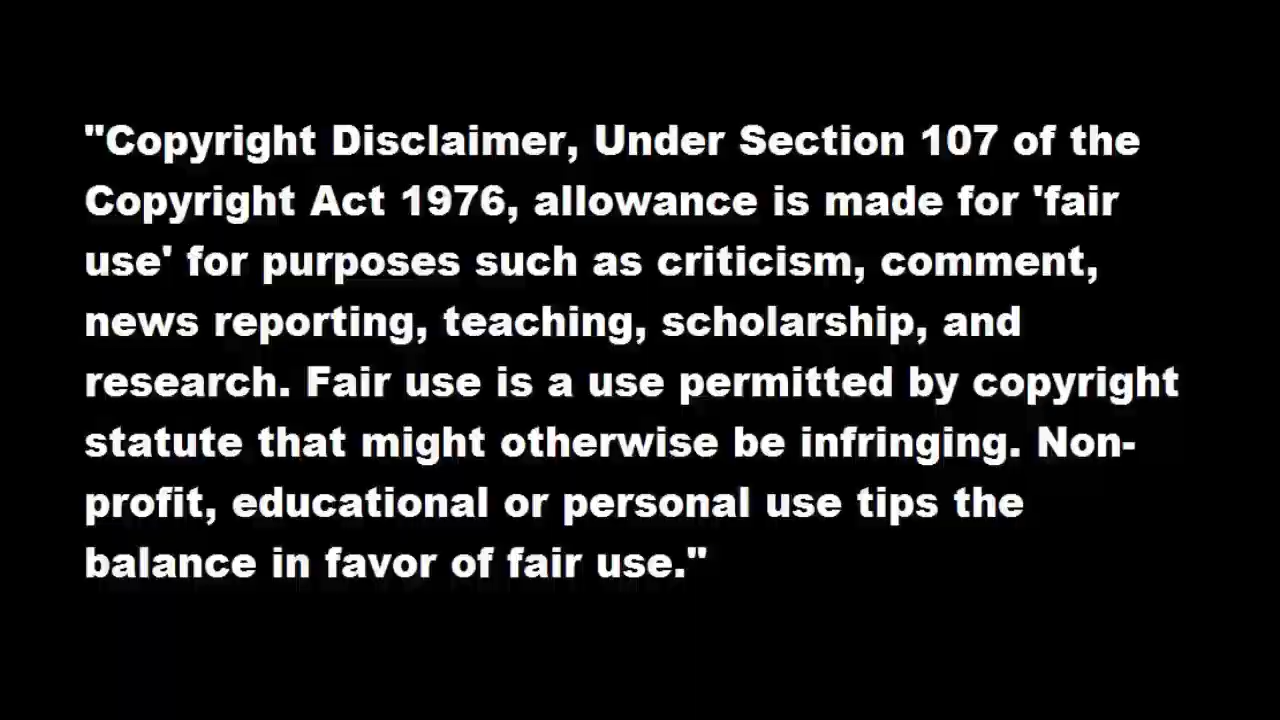 "Copyright Disclaimer, Under Section 107 of the
Copyright Act 1976, allowance is made for 'fair
use' for purposes such as criticism, comment,
news reporting, teaching, scholarship, and
research. Fair use is a use permitted by copyright
statute that might otherwise be infringing. Non-
profit, educational or personal use tips the
balance in favor of fair use."